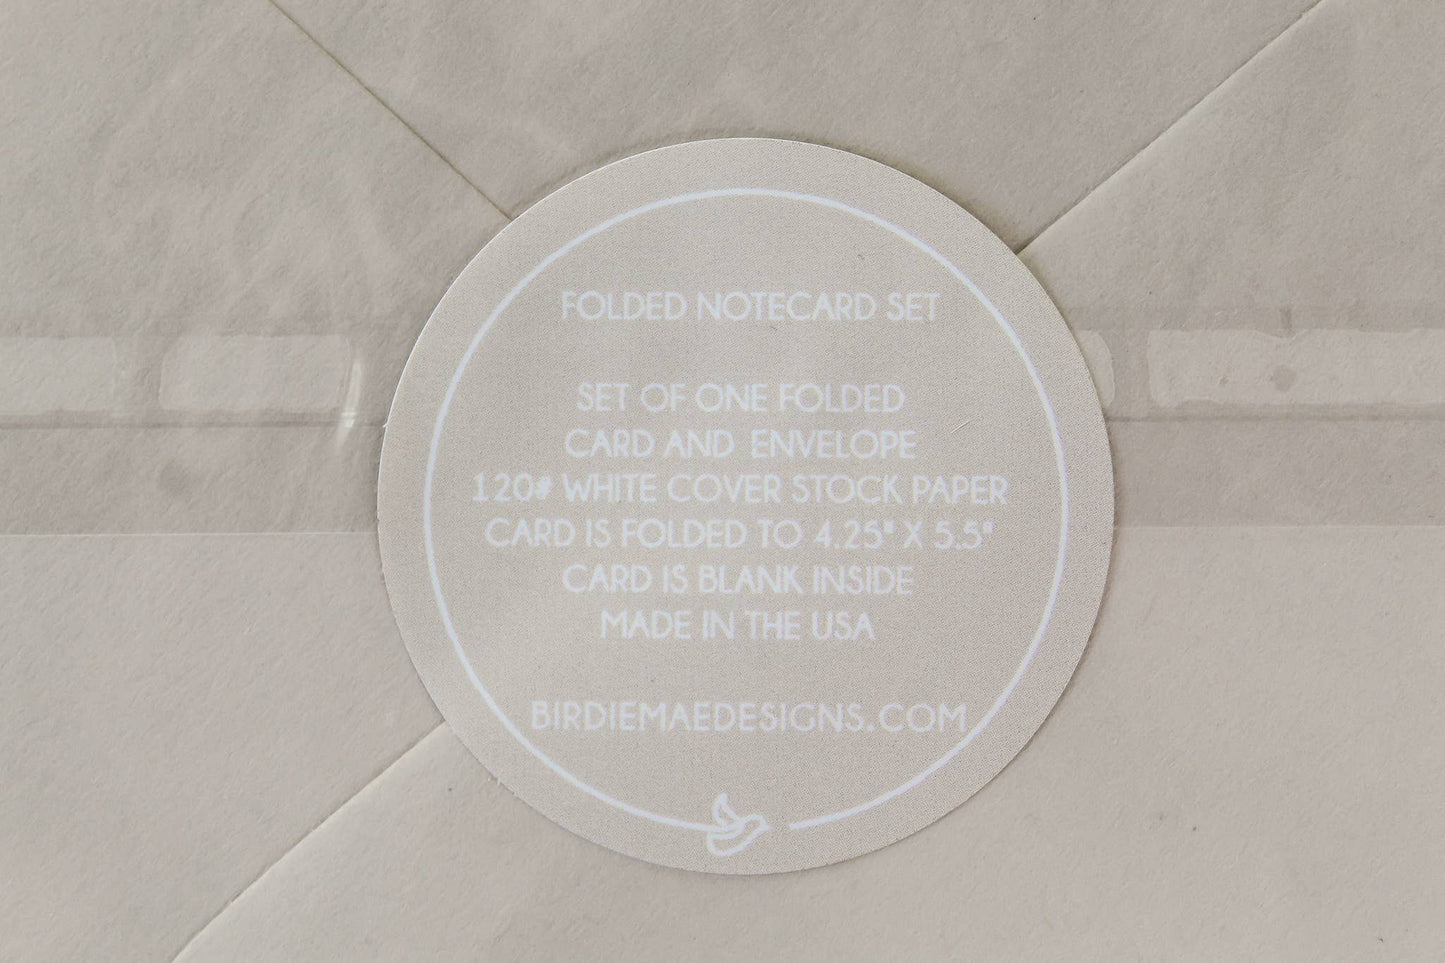 FOLDED NOTECARD SET
SET OF ONE FOLDED
CARD AND ENVELOPE
120# WHITE COVER STOCK PAPER
CARD IS FOLDED TO 4.25" X 5.5"
CARD IS BLANK INSIDE
MADE IN THE USA
BIRDIEMAEDESIGNS.COM